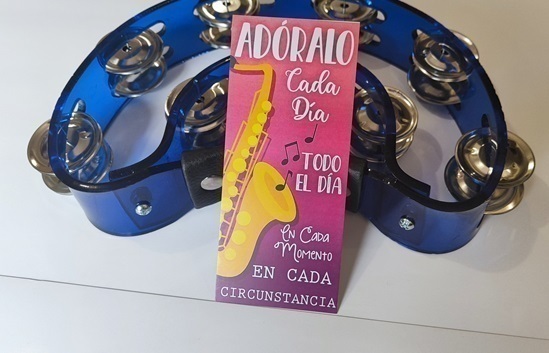 ADÓRALO
Cada
Día
TODO
EL DÍA
En Cada
Momento
EN CADA
CIRCUNSTANCIA